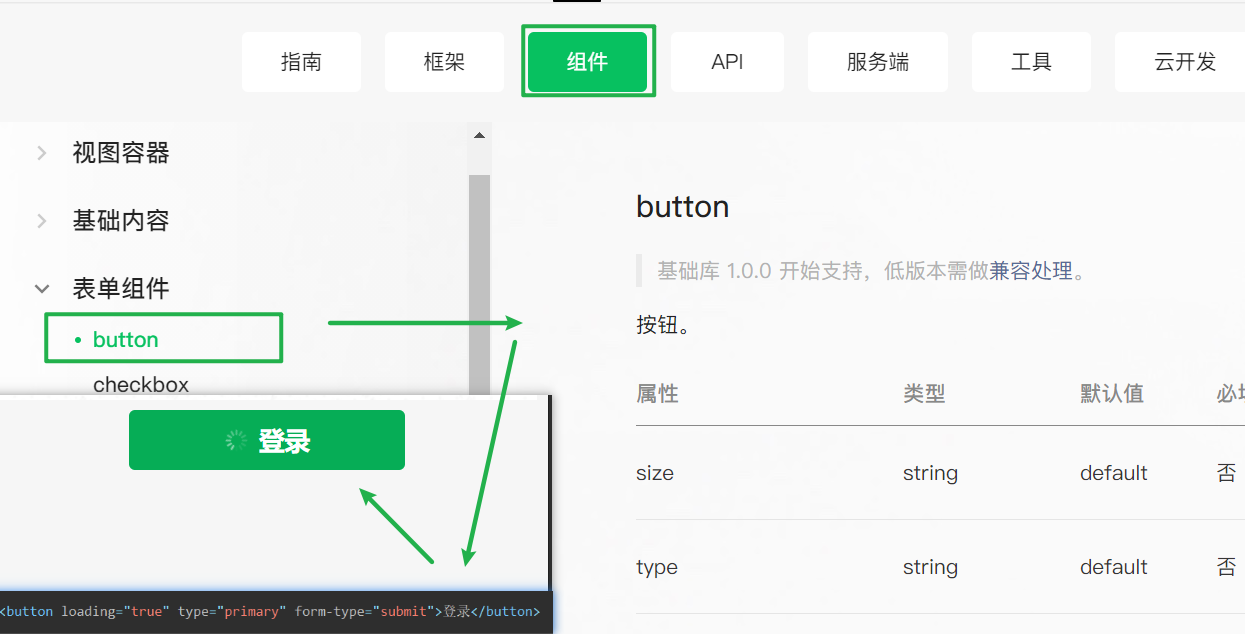 指南 框架 组件 API 服务端 工具 云开发
视图容器
基础内容
表单组件
button
checkbox
登录
<button loading="true" type="primary" form-type="submit">登录</button>
button
基础库 1.0.0 开始支持，低版本需做兼容处理。
按钮。
属性 类型 默认值 必
size string default 否
type string default 否